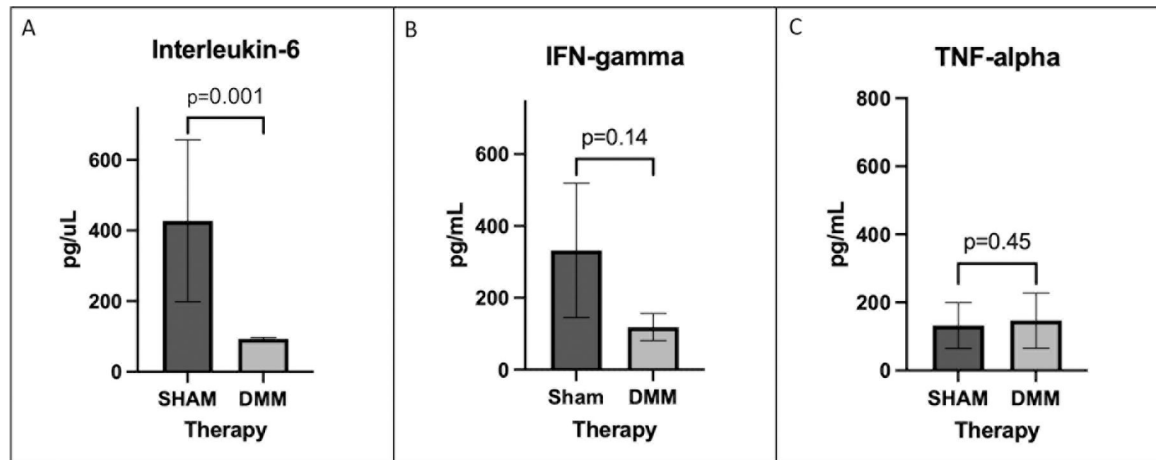 A
Interleukin-6
p=0.001
600
400
200
0
pg/uL
SHAM DMM
Therapy
B
IFN-gamma
p=0.14
600
400
200
0
pg/mL
Sham DMM
Therapy
C
TNF-alpha
800
600
400
200
0
p=0.45
pg/mL
SHAM DMM
Therapy